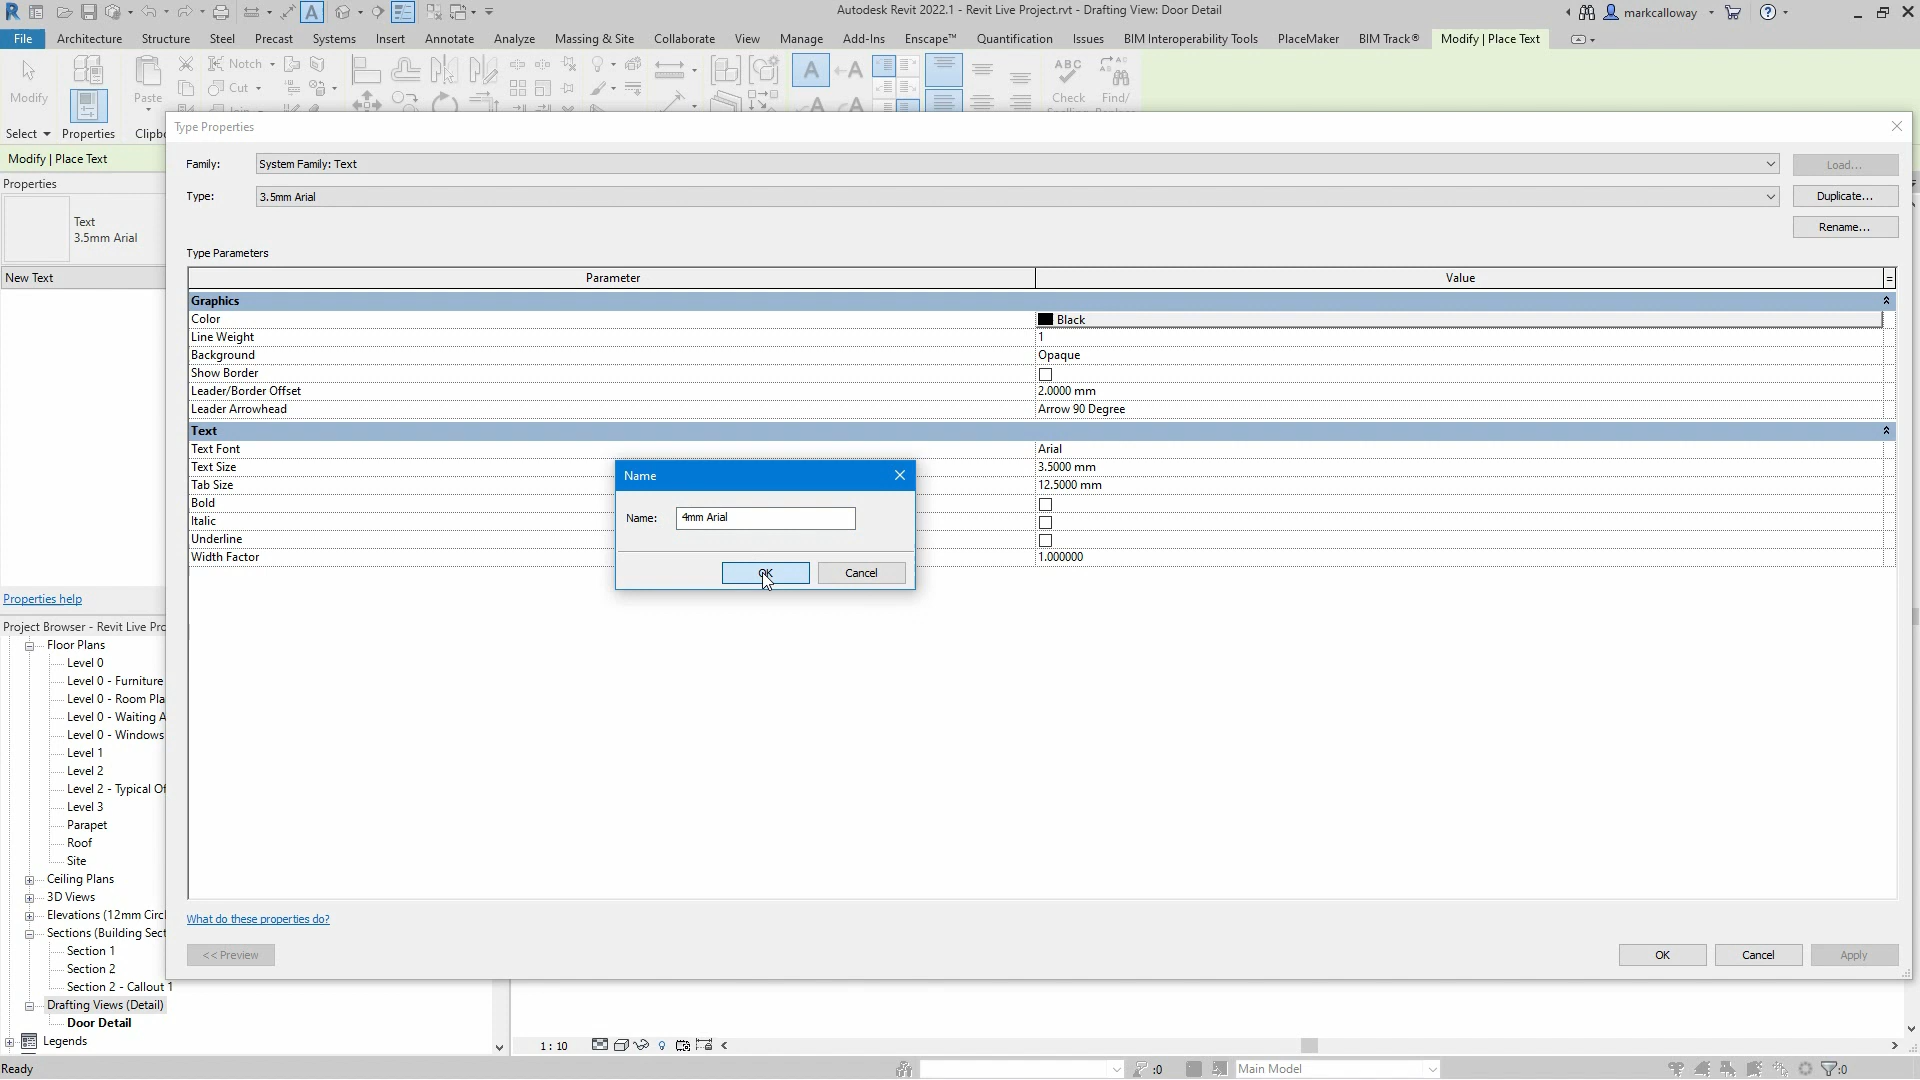 Autodesk Revit 2022.1 - Revit Live Project.rvt - Drafting View: Door Detail
markcalloway
File Architecture Structure Steel Precast Systems Insert Annotate Analyze Massing & Site Collaborate View Manage Add-Ins Enscape™ Quantification Issues BIM Interoperability Tools PlaceMaker BIM Track® Modify | Place Text
Modify
Paste
Notch
Cut
ABC
Check
Find/
Select Properties
Modify | Place Text
Properties
Text
3.5mm Arial
New Text
Properties help
Project Browser - Revit Live Pro
Floor Plans
Level 0
Level 0 - Furniture
Level 0 - Room Pla
Level 0 - Waiting A
Level 0 - Windows
Level 1
Level 2
Level 2 - Typical Of
Level 3
Parapet
Roof
Site
Ceiling Plans
3D Views
Elevations (12mm Circl
Sections (Building Sect
Section 1
Section 2
Section 2 - Callout 1
Drafting Views (Detail)
Door Detail
Legends
Type Properties
Family: System Family: Text Load...
Type: 3.5mm Arial Duplicate...
Rename...
Type Parameters
Parameter Value =
Graphics
Color Black
Line Weight 1
Background Opaque
Show Border
Leader/Border Offset 2.0000 mm
Leader Arrowhead Arrow 90 Degree
Text
Text Font Arial
Text Size 3.5000 mm
Tab Size 12.5000 mm
Bold
Italic
Underline
Width Factor 1.000000
Name
Name: 4mm Arial
OK Cancel
What do these properties do?
<< Preview OK Cancel Apply
1 : 10
Ready :0 Main Model :0